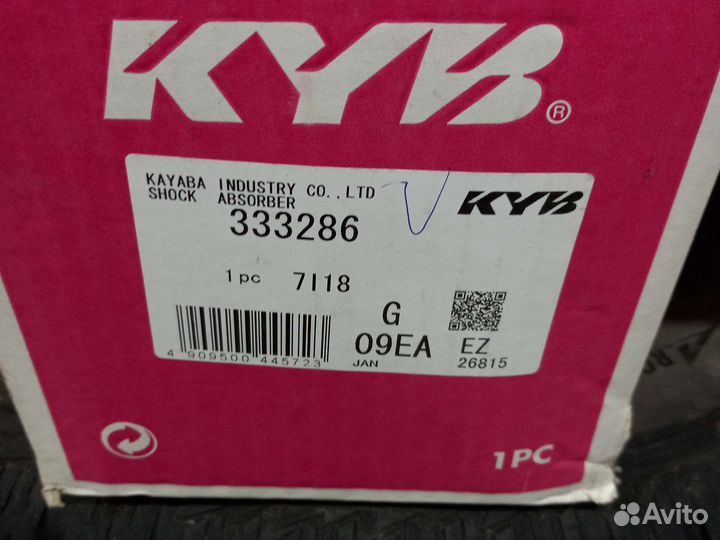 KYB®
KAYABA INDUSTRY CO.,LTD
SHOCK ABSORBER
KYB
333286
1pc 7I18
G
4 909500 445723
09EA EZ
JAN 26815
1PC
Avito